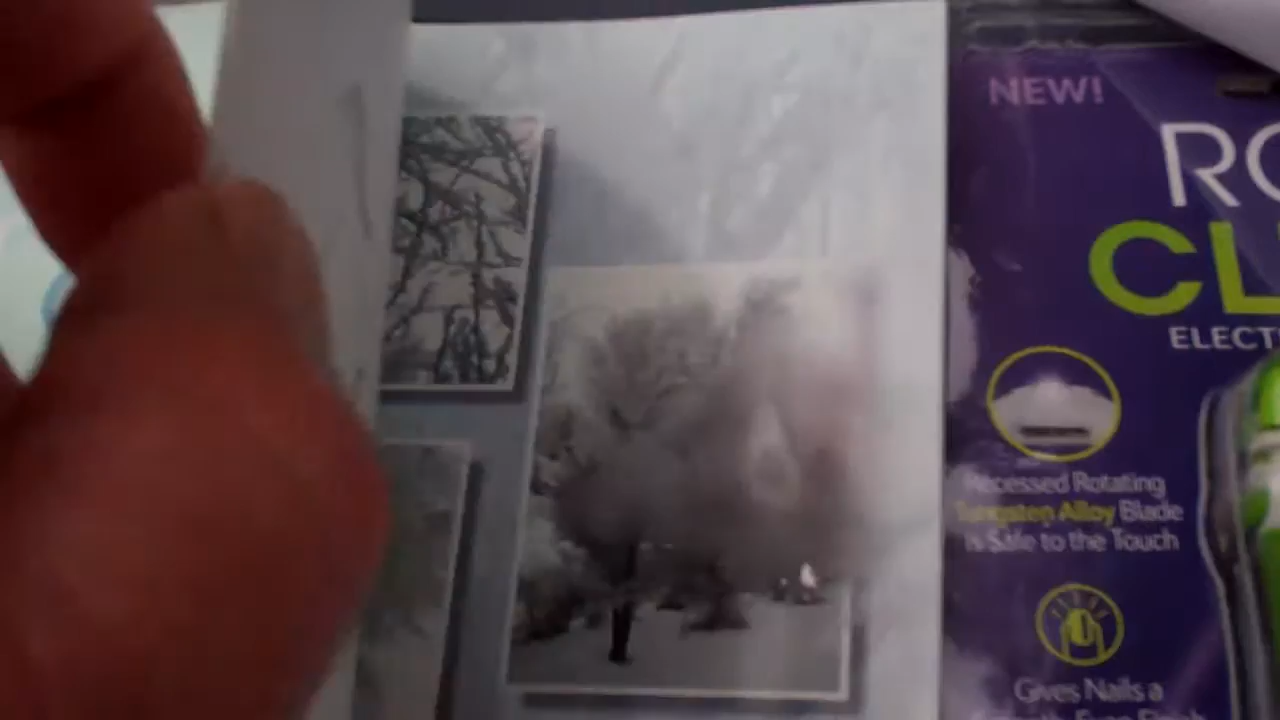 NEW!
RO
CL
ELECT
Recessed Rotating
Tungsten Alloy Blade
is Safe to the Touch
Gives Nails a